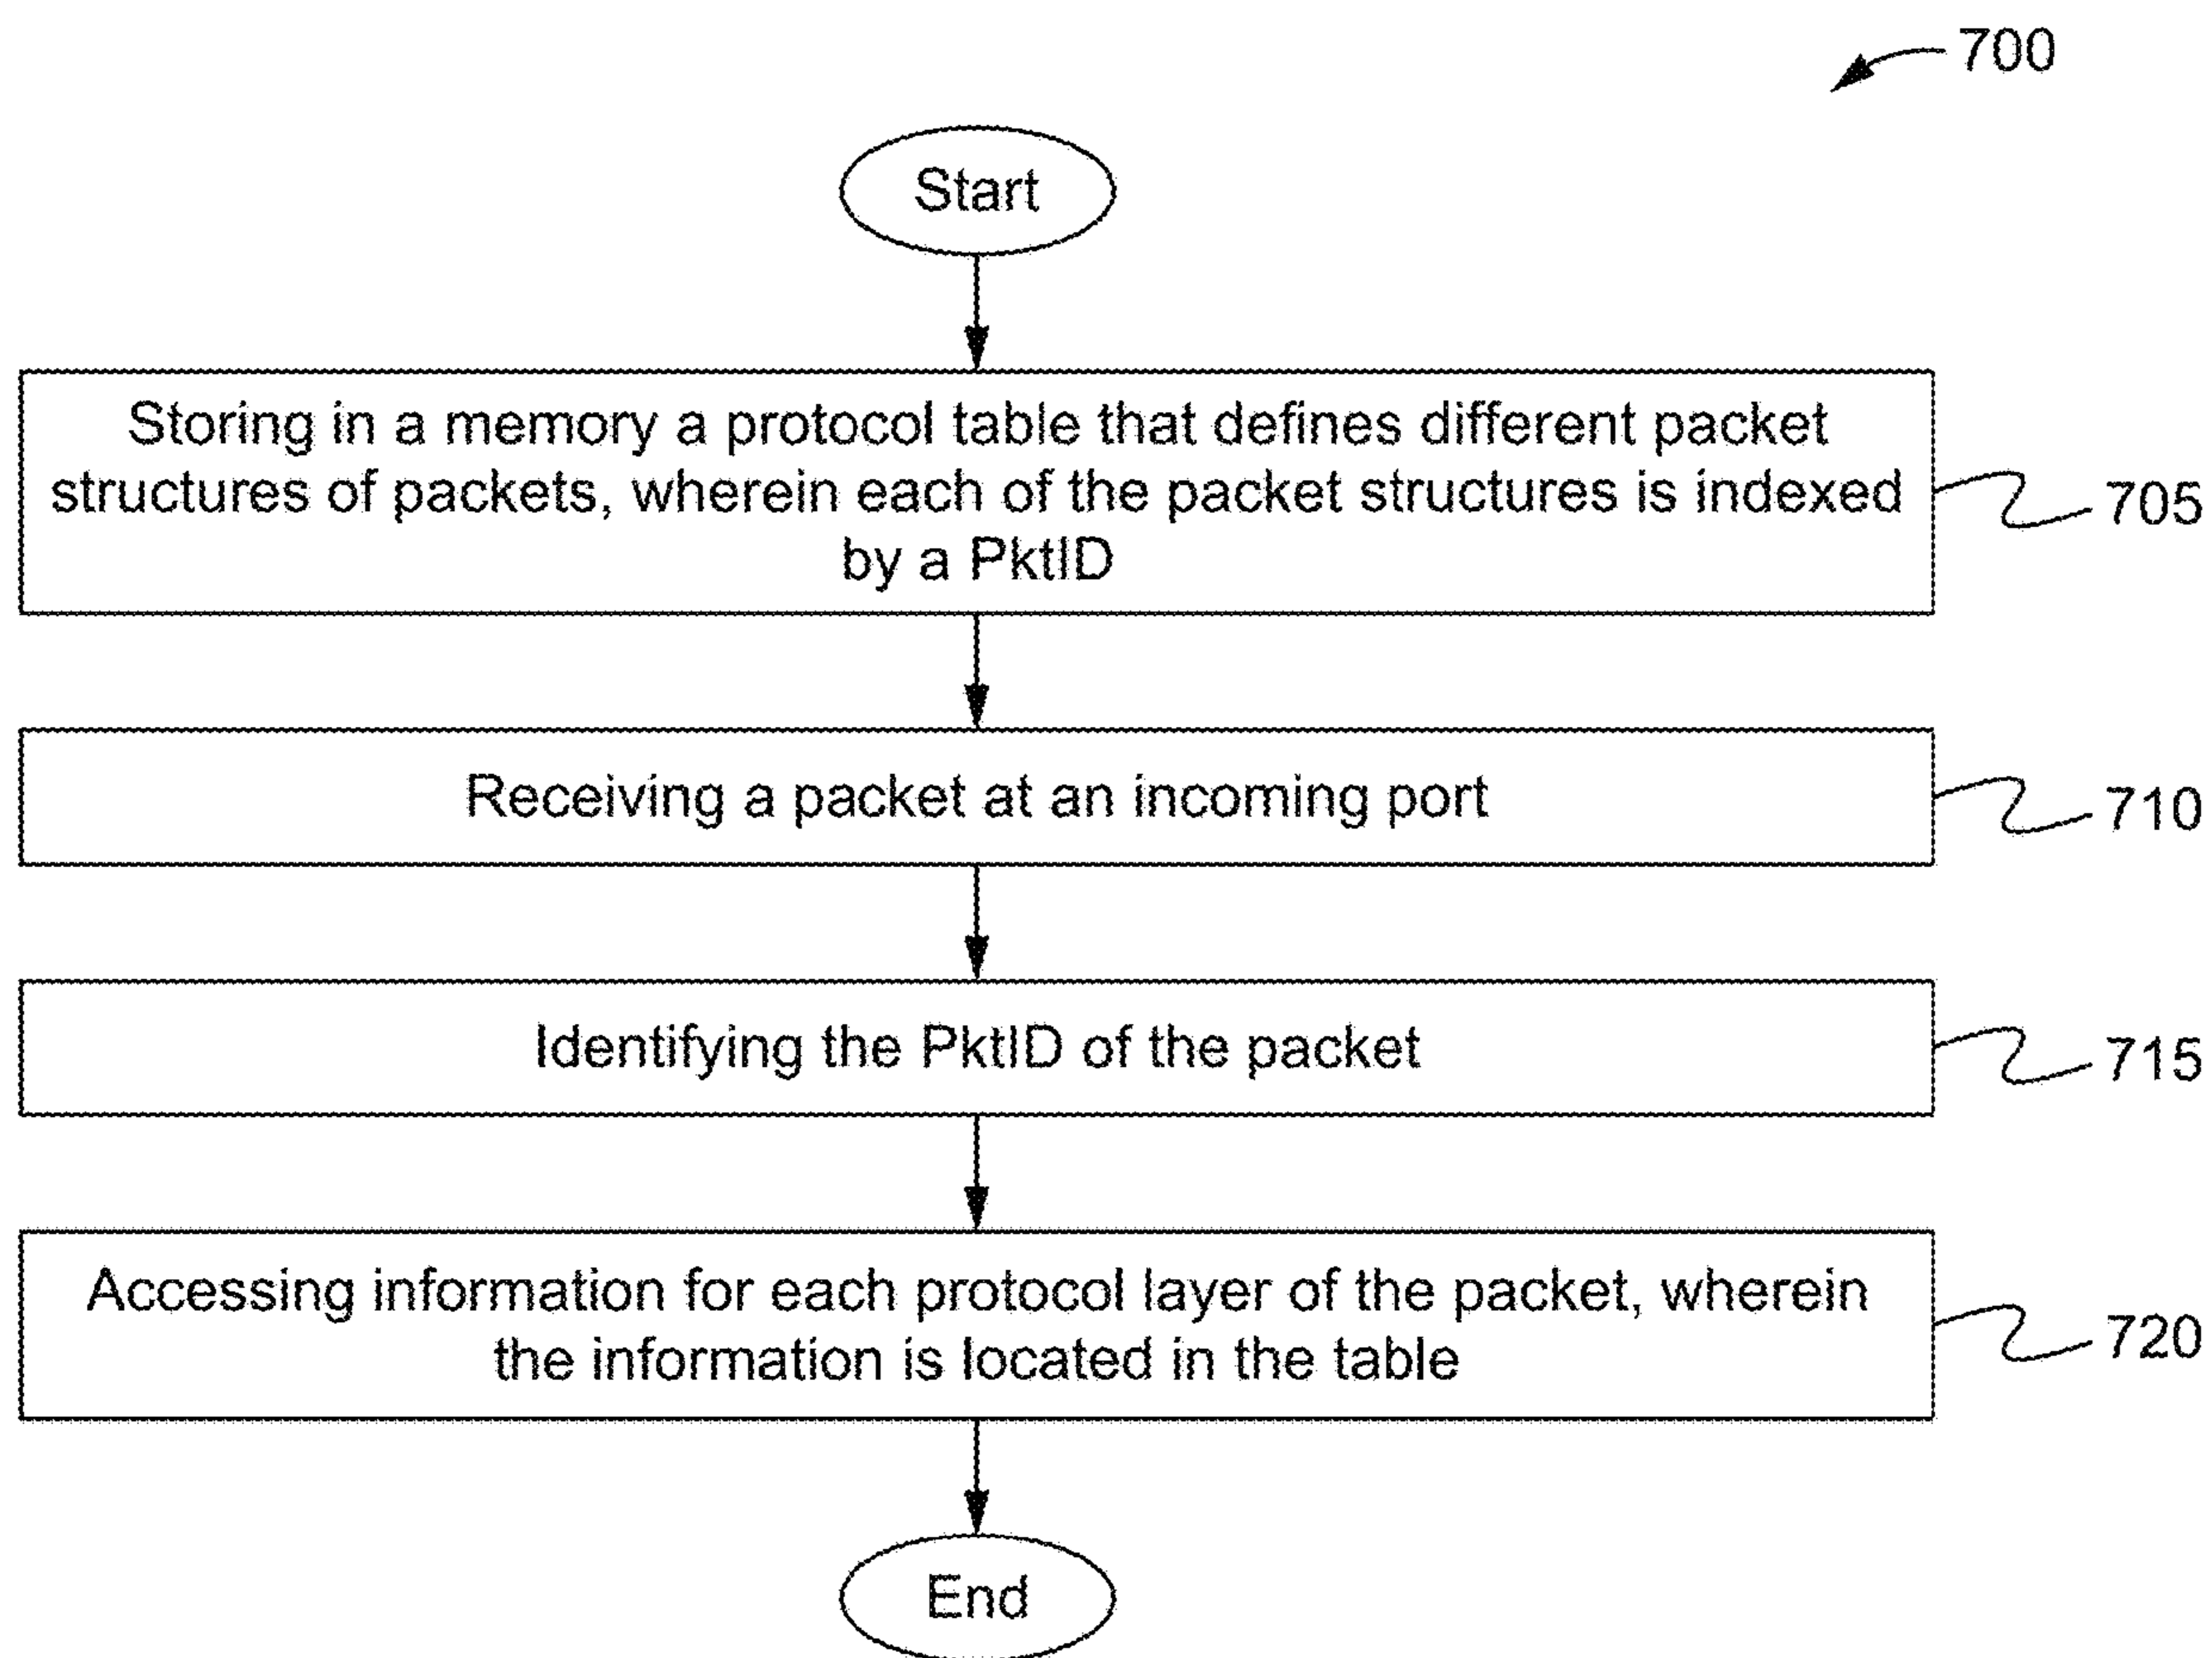 700
Start
Storing in a memory a protocol table that defines different packet
structures of packets, wherein each of the packet structures is indexed
by a PktID
705
Receiving a packet at an incoming port
710
Identifying the PktID of the packet
715
Accessing information for each protocol layer of the packet, wherein
the information is located in the table
720
End